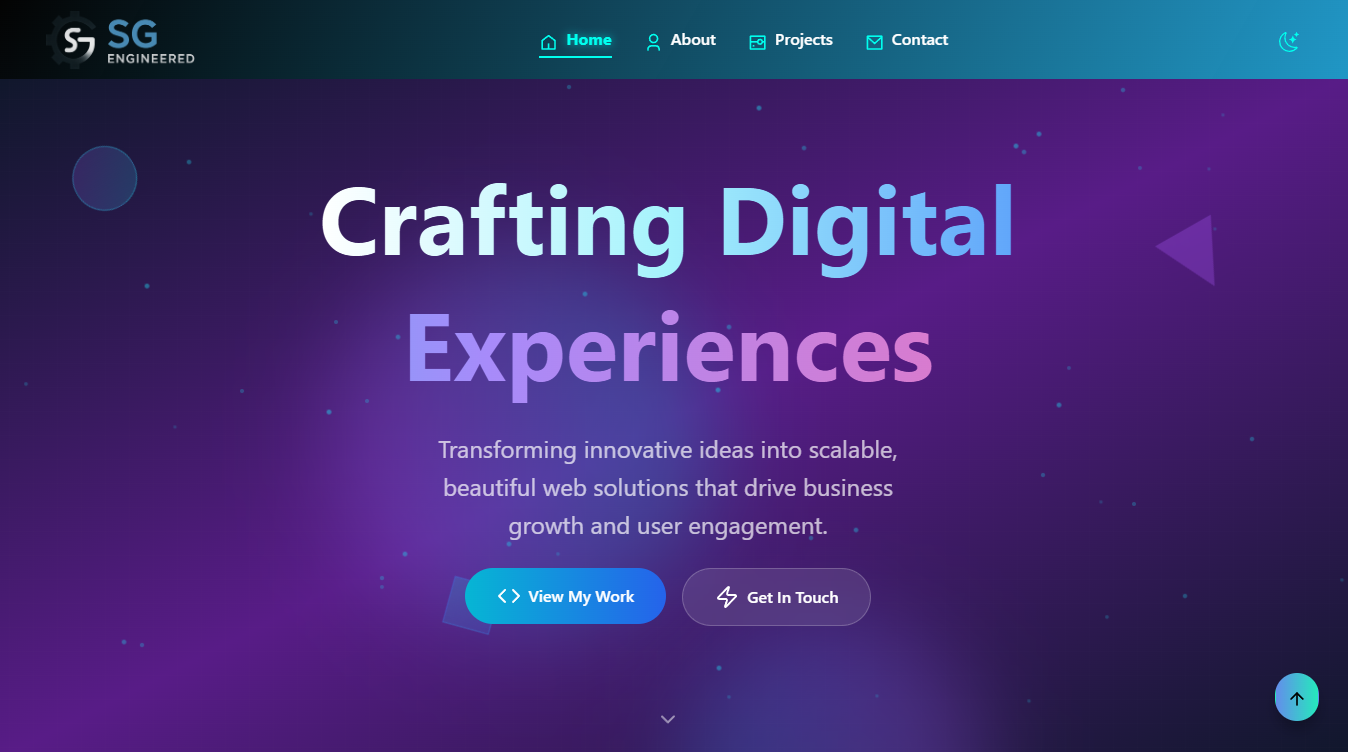 SG
ENGINEERED
Home About Projects Contact
Crafting Digital
Experiences
Transforming innovative ideas into scalable,
beautiful web solutions that drive business
growth and user engagement.
View My Work Get In Touch